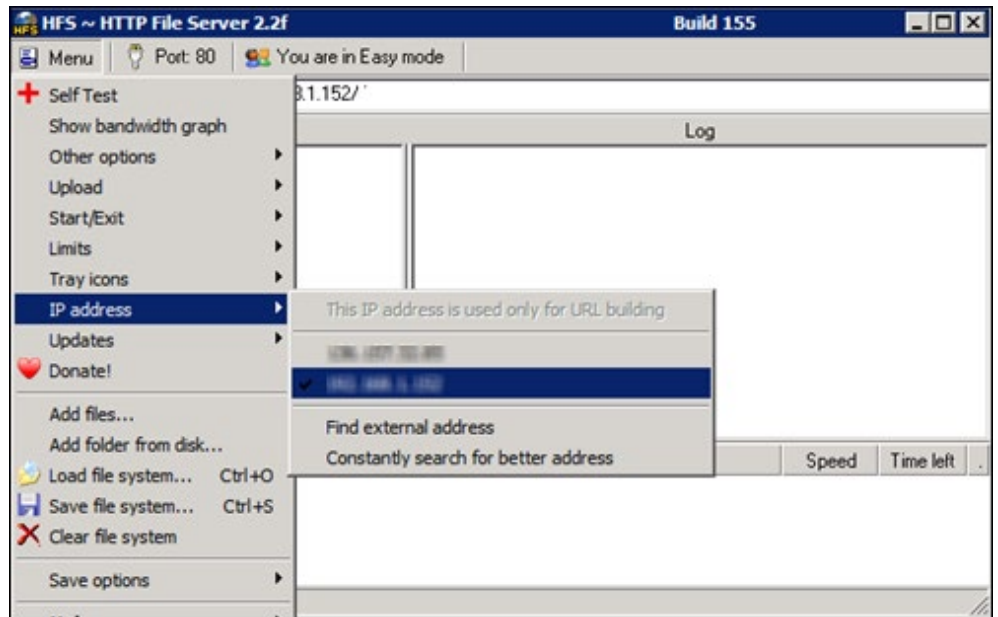 HFS ~ HTTP File Server 2.2f Build 155
Menu Port: 80 You are in Easy mode
3.1.152/
Self Test
Show bandwidth graph
Log
Other options
Upload
Start/Exit
Limits
Tray icons
IP address
This IP address is used only for URL building
Updates
Donate!
Add files...
Find external address
Add folder from disk...
Constantly search for better address
Speed Time left
Load file system... Ctrl+O
Save file system... Ctrl+S
Clear file system
Save options